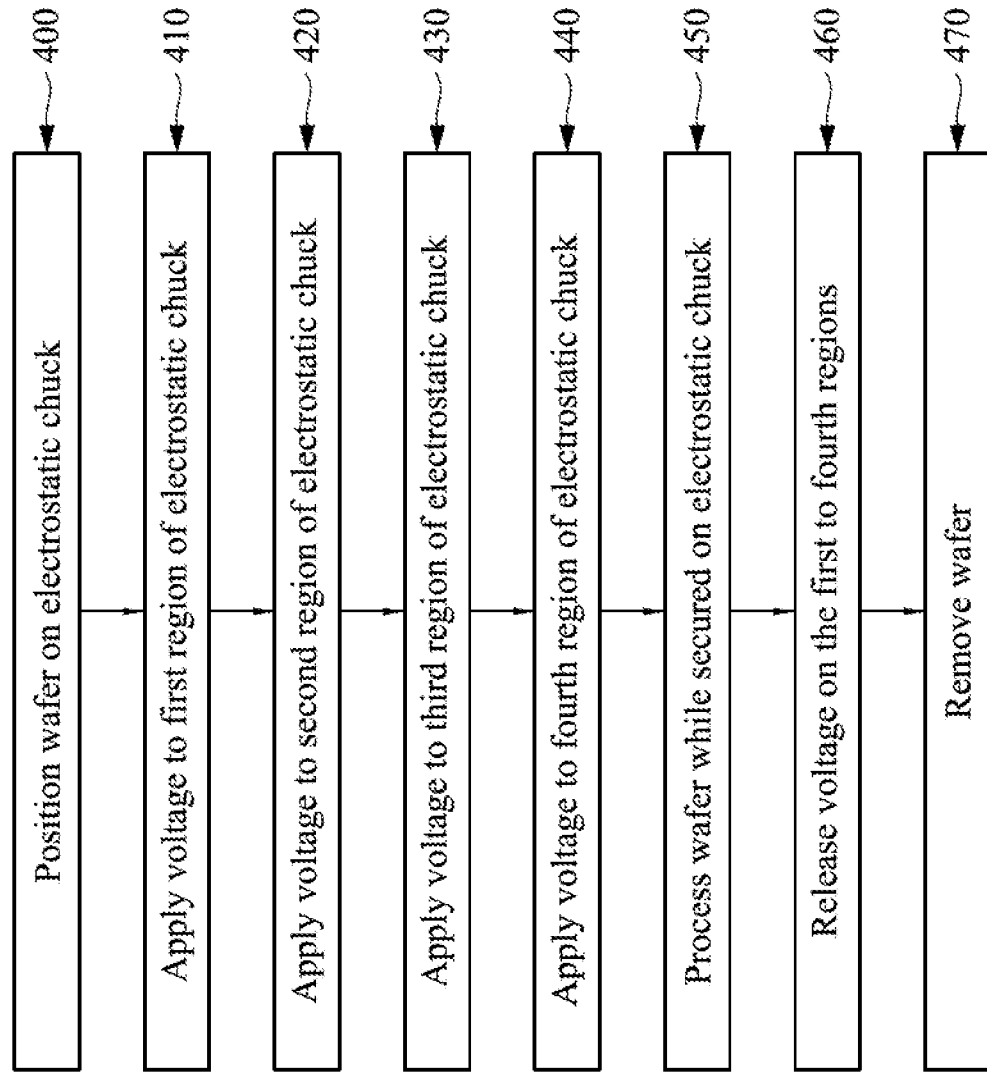 Position wafer on electrostatic chuck
400
Apply voltage to first region of electrostatic chuck
410
Apply voltage to second region of electrostatic chuck
420
Apply voltage to third region of electrostatic chuck
430
Apply voltage to fourth region of electrostatic chuck
440
Process wafer while secured on electrostatic chuck
450
Release voltage on the first to fourth regions
460
Remove wafer
470